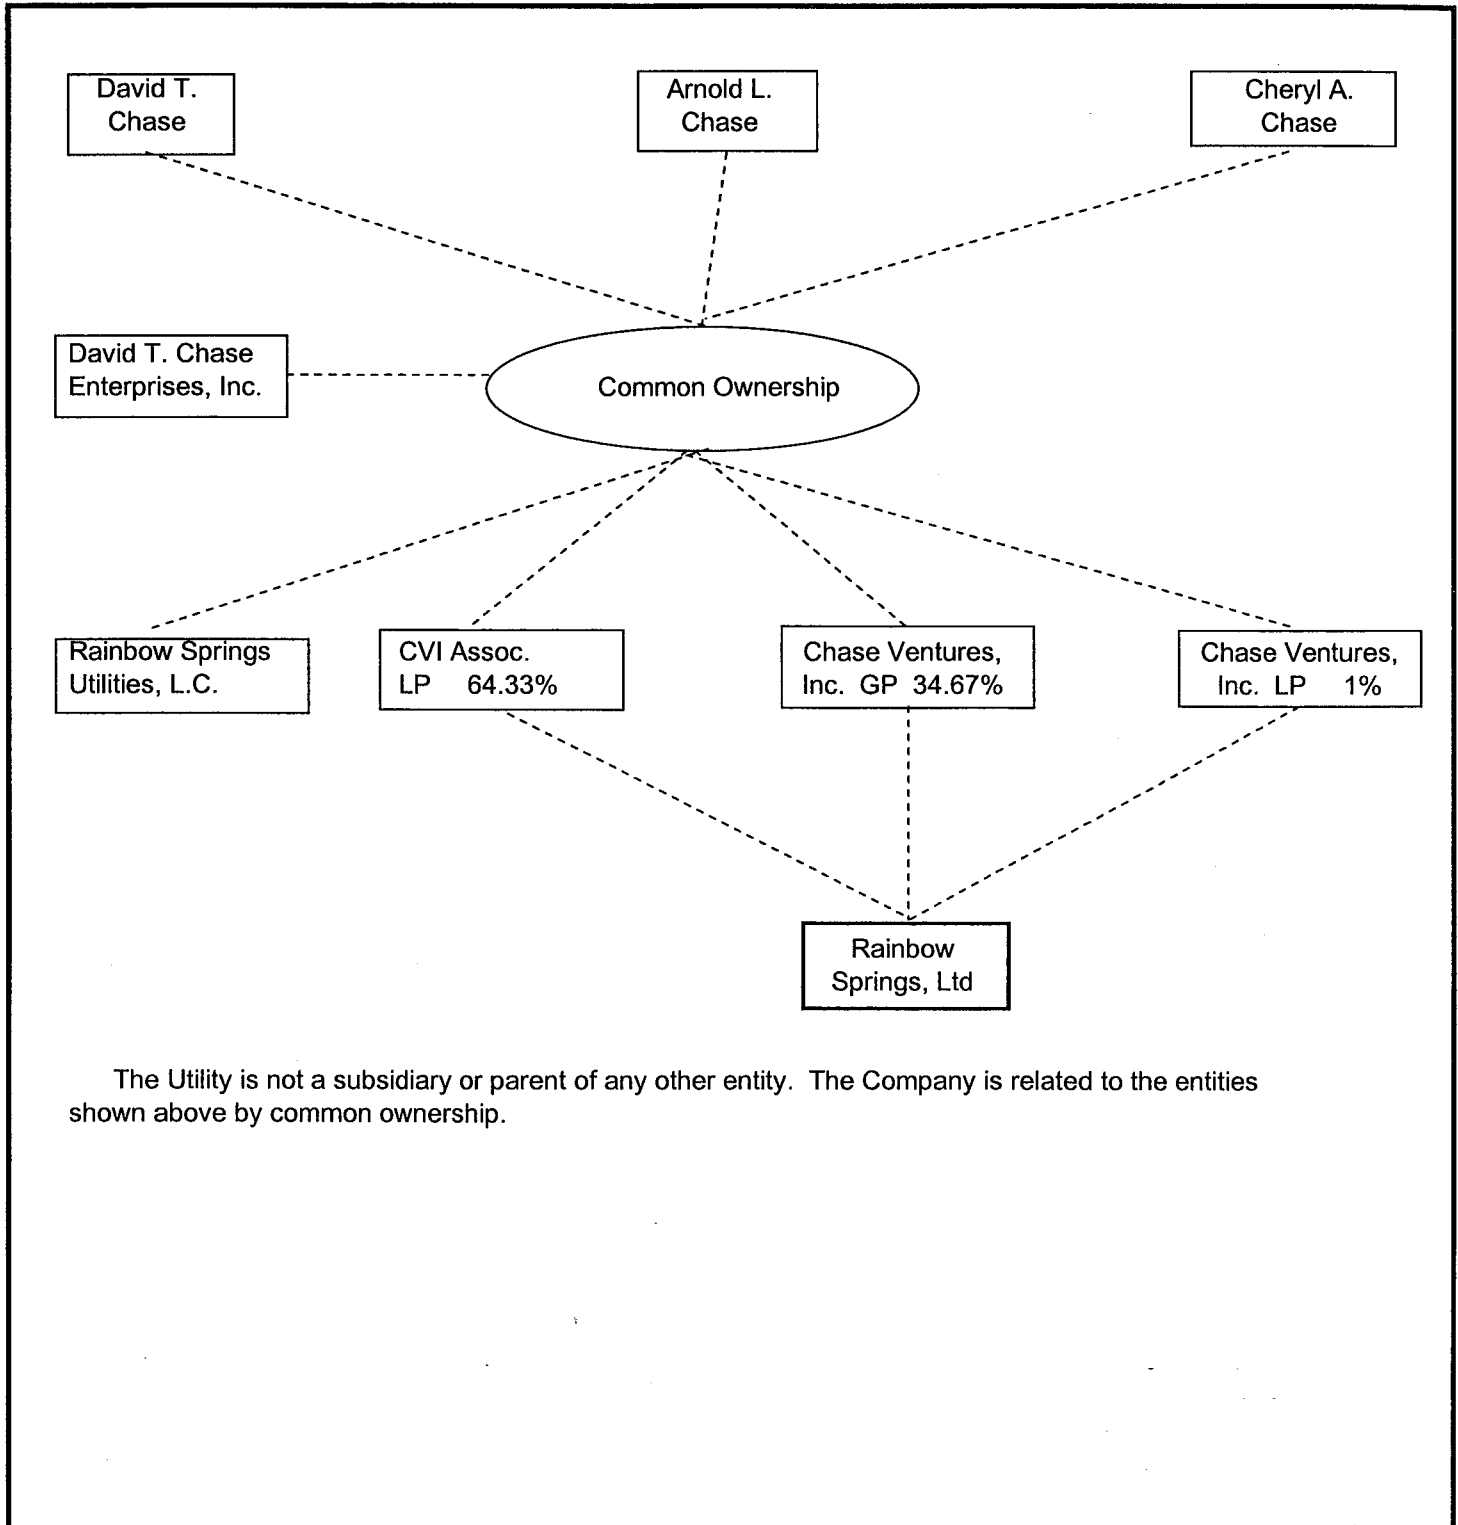 David T.
Chase
Arnold L.
Chase
Cheryl A.
Chase
David T. Chase
Enterprises, Inc.
Common Ownership
Rainbow Springs
Utilities, L.C.
CVI Assoc.
LP 64.33%
Chase Ventures,
Inc. GP 34.67%
Chase Ventures,
Inc. LP 1%
Rainbow
Springs, Ltd
The Utility is not a subsidiary or parent of any other entity. The Company is related to the entities
shown above by common ownership.